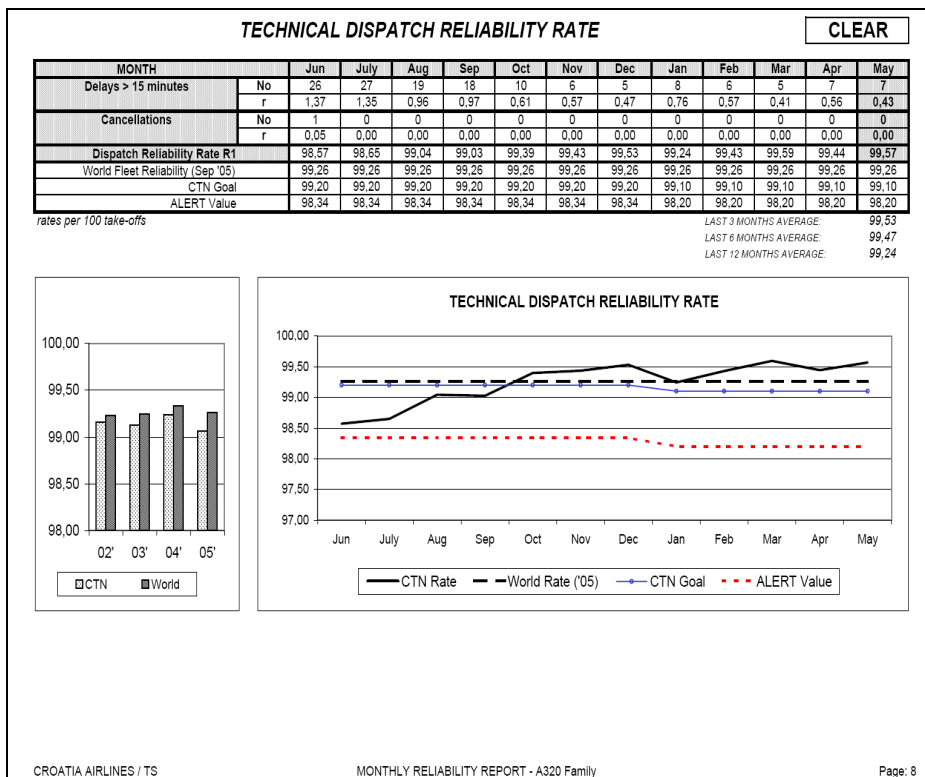 TECHNICAL DISPATCH RELIABILITY RATE CLEAR
MONTH Jun July Aug Sep Oct Nov Dec Jan Feb Mar Apr May
Delays > 15 minutes No 26 27 19 18 10 6 5 8 6 5 7 7
r 1,37 1,35 0,96 0,97 0,61 0,57 0,47 0,76 0,57 0,41 0,56 0,43
Cancellations No 1 0 0 0 0 0 0 0 0 0 0 0
r 0,05 0,00 0,00 0,00 0,00 0,00 0,00 0,00 0,00 0,00 0,00 0,00
Dispatch Reliability Rate R1 98,57 98,65 99,04 99,03 99,39 99,43 99,53 99,24 99,43 99,59 99,44 99,57
World Fleet Reliability (Sep '05) 99,26 99,26 99,26 99,26 99,26 99,26 99,26 99,26 99,26 99,26 99,26 99,26
CTN Goal 99,20 99,20 99,20 99,20 99,20 99,20 99,20 99,10 99,10 99,10 99,10 99,10
ALERT Value 98,34 98,34 98,34 98,34 98,34 98,34 98,34 98,20 98,20 98,20 98,20 98,20
rates per 100 take-offs LAST 3 MONTHS AVERAGE: 99,53
LAST 6 MONTHS AVERAGE: 99,47
LAST 12 MONTHS AVERAGE: 99,24
100,00
99,50
99,00
98,50
98,00
02' 03' 04' 05'
CTN World
TECHNICAL DISPATCH RELIABILITY RATE
100,00
99,50
99,00
98,50
98,00
97,50
97,00
Jun July Aug Sep Oct Nov Dec Jan Feb Mar Apr May
CTN Rate World Rate ('05) CTN Goal ALERT Value
CROATIA AIRLINES / TS MONTHLY RELIABILITY REPORT - A320 Family Page: 8